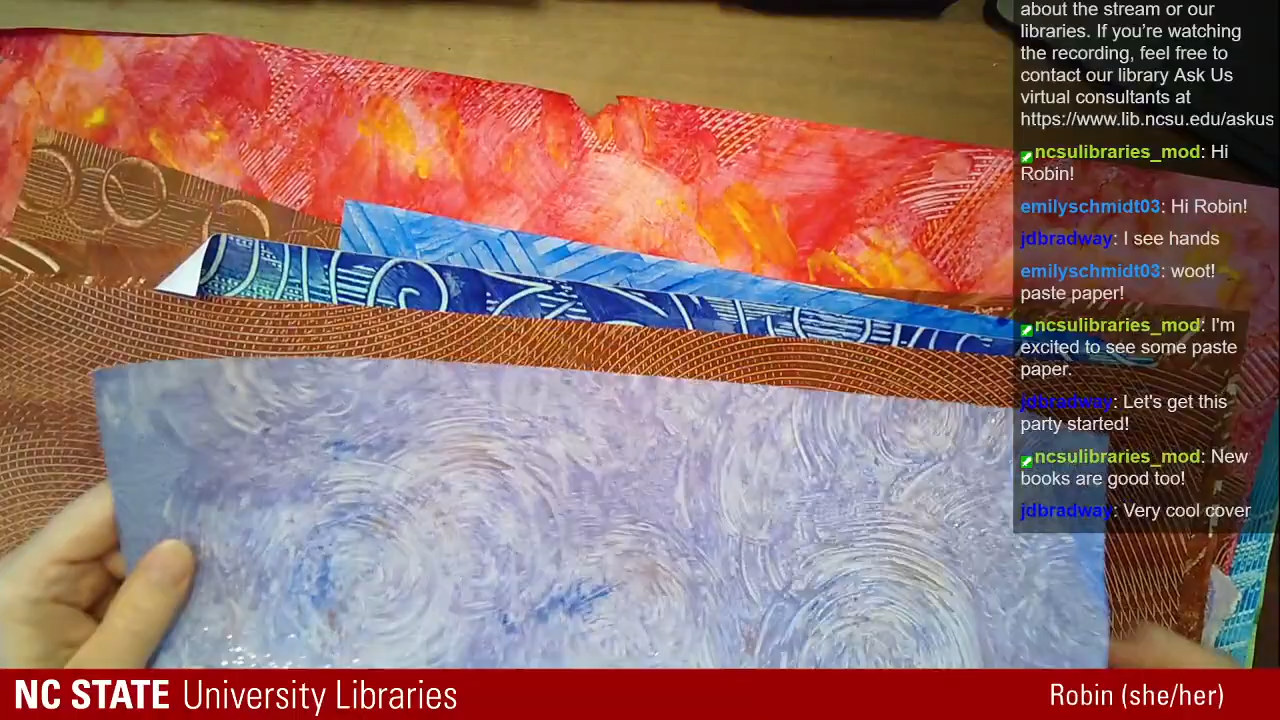 about the stream or our
libraries. If you're watching
the recording, feel free to
contact our library Ask Us
virtual consultants at
https://www.lib.ncsu.edu/askus
ncsulibraries_mod: Hi
Robin!
emilyschmidt03: Hi Robin!
jdbradway: I see hands
emilyschmidt03: woot!
paste paper!
ncsulibraries_mod: I'm
excited to see some paste
paper.
jdbradway: Let's get this
party started!
ncsulibraries_mod: New
books are good too!
jdbradway: Very cool cover
NC STATE University Libraries
Robin (she/her)